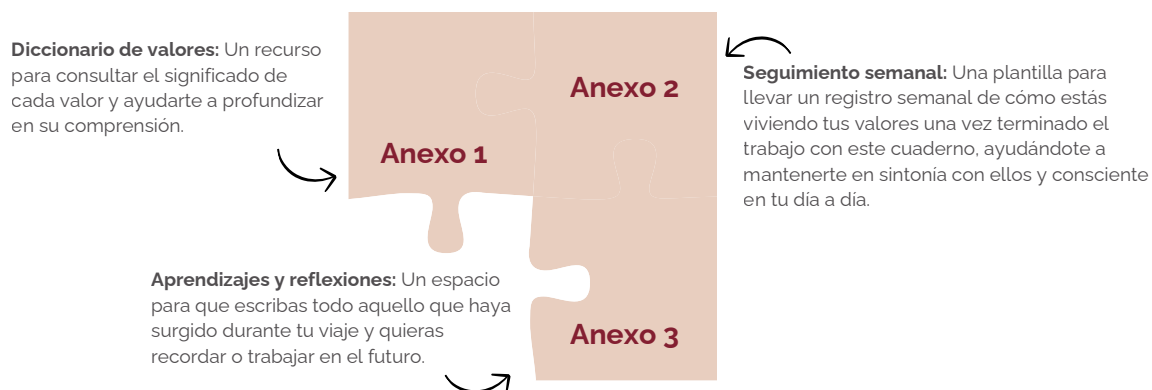 Diccionario de valores: Un recurso
para consultar el significado de
cada valor y ayudarte a profundizar
en su comprensión.
Anexo 1
Anexo 2
Seguimiento semanal: Una plantilla para
llevar un registro semanal de cómo estás
viviendo tus valores una vez terminado el
trabajo con este cuaderno, ayudándote a
mantenerte en sintonía con ellos y consciente
en tu día a día.
Aprendizajes y reflexiones: Un espacio
para que escribas todo aquello que haya
surgido durante tu viaje y quieras
recordar o trabajar en el futuro.
Anexo 3